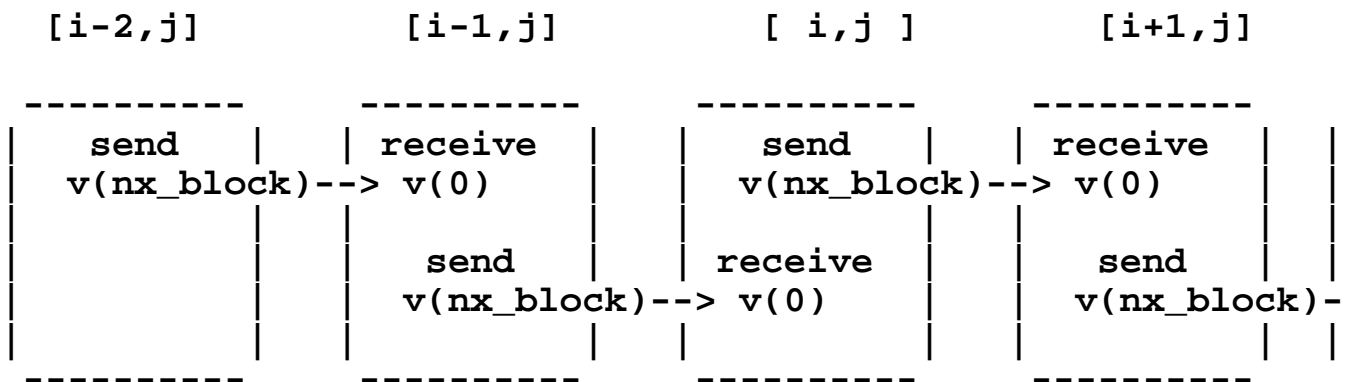 [i-2,j] [i-1,j] [ i,j ] [i+1,j]
---------- ---------- ---------- ----------
| send | | receive | | send | | receive | |
| v(nx_block)--> v(0) | | v(nx_block)--> v(0) | |
| | | | | | | |
| | | send | | receive | | send | |
| | | v(nx_block)--> v(0) | | v(nx_block)-
| | | | | | | |
---------- ---------- ---------- ----------